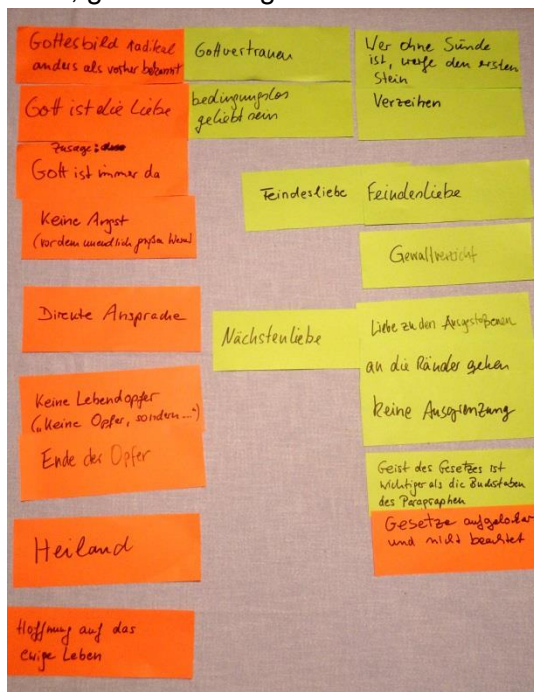 Gottesbild radikal
anders als vorher bekannt
Gott ist die Liebe
Zusage:
Gott ist immer da
Keine Angst
(vor dem unendlich großen Wesen)
Direkte Ansprache
Keine Lebendopfer
("Keine Opfer, sondern...")
Ende der Opfer
Heiland
Hoffnung auf das
ewige Leben
Gottvertrauen
bedingungslos
geliebt sein
Feindesliebe
Nächstenliebe
Wer ohne Sünde
ist, werfe den ersten
Stein
Verzeihen
Feindesliebe
Gewaltverzicht
Liebe zu den Ausgestoßenen
an die Ränder gehen
keine Ausgrenzung
Geist des Gesetzes ist
wichtiger als die Buchstaben
des Paragraphen
Gesetze aufgelockert
und nicht beachtet